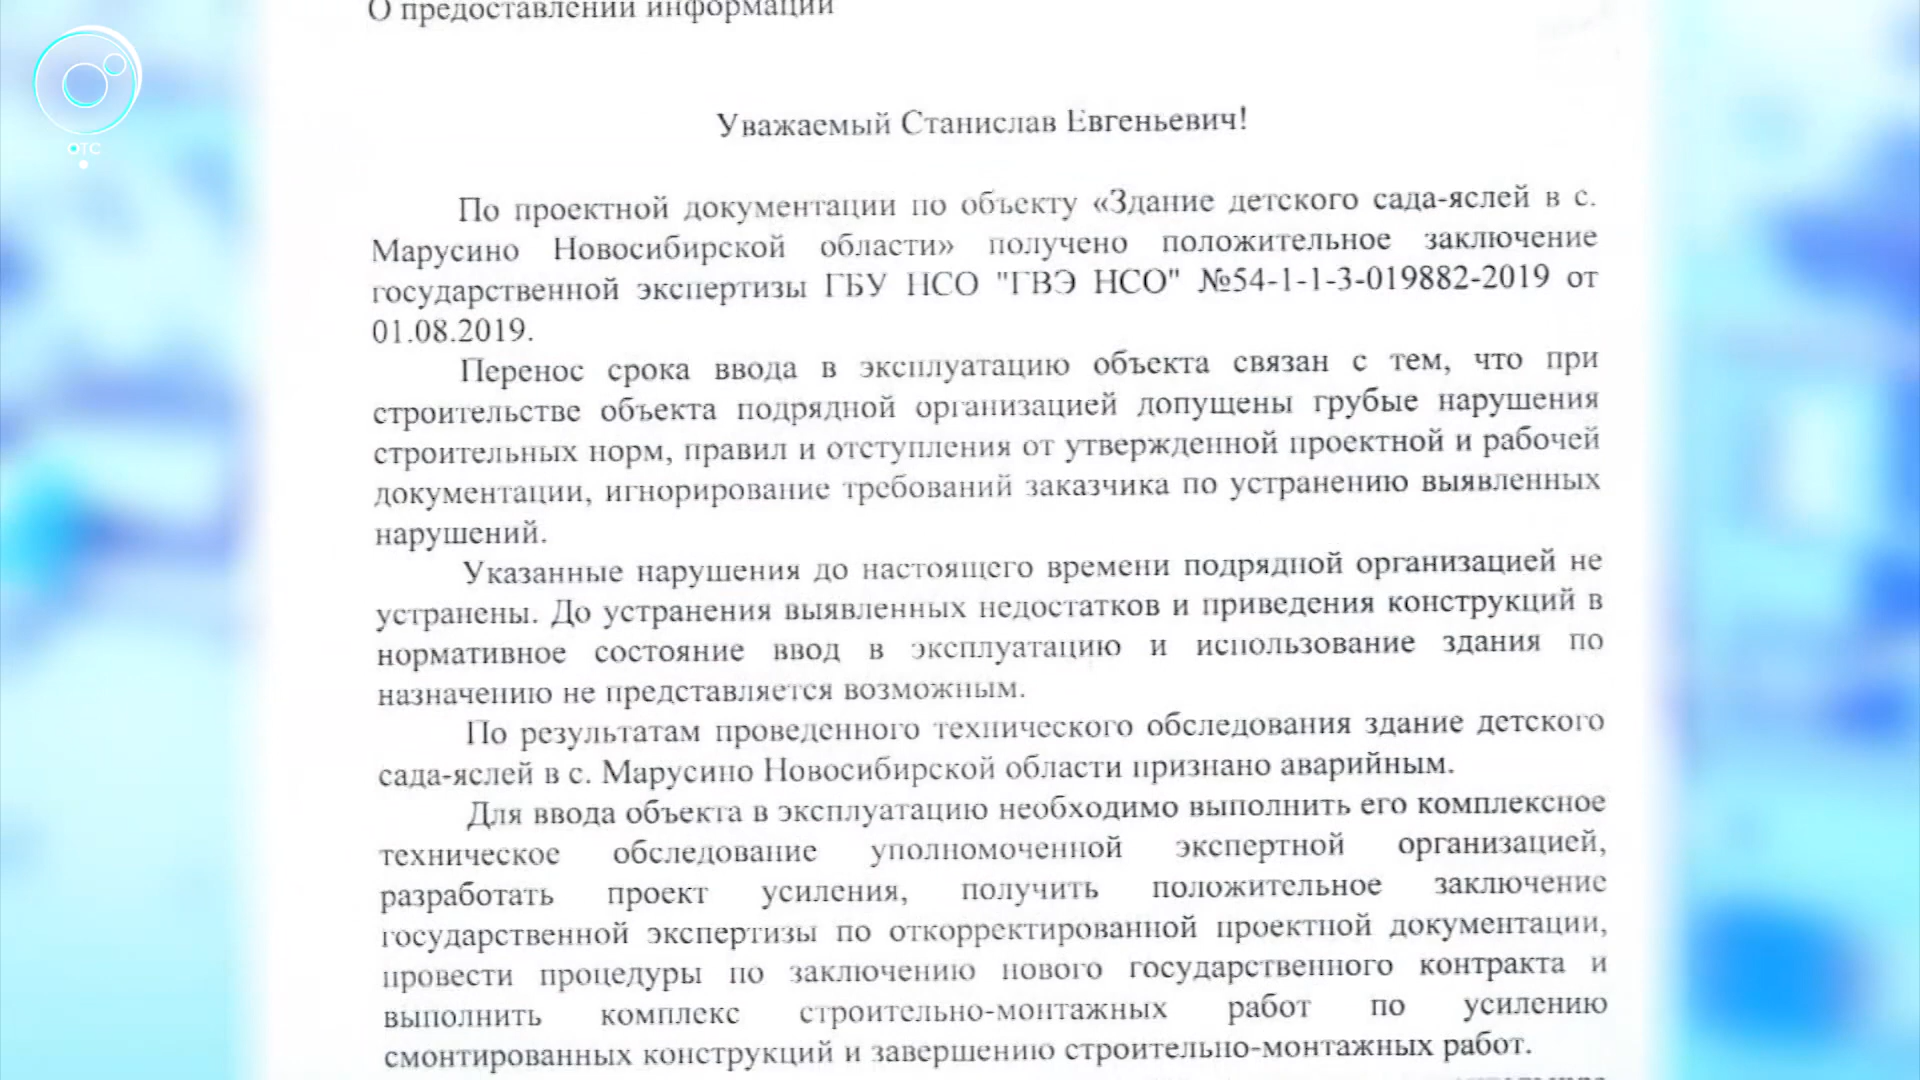 О предоставлении информации
ОТС
Уважаемый Станислав Евгеньевич!
По проектной документации по объекту «Здание детского сада-яслей в с.
Марусино Новосибирской области» получено положительное заключение
государственной экспертизы ГБУ НСО "ГВЭ НСО" №54-1-1-3-019882-2019 от
01.08.2019.
Перенос срока ввода в эксплуатацию объекта связан с тем, что при
строительстве объекта подрядной организацией допущены грубые нарушения
строительных норм, правил и отступления от утвержденной проектной и рабочей
документации, игнорирование требований заказчика по устранению выявленных
нарушений.
Указанные нарушения до настоящего времени подрядной организацией не
устранены. До устранения выявленных недостатков и приведения конструкций в
нормативное состояние ввод в эксплуатацию и использование здания по
назначению не представляется возможным.
По результатам проведенного технического обследования здание детского
сада-яслей в с. Марусино Новосибирской области признано аварийным.
Для ввода объекта в эксплуатацию необходимо выполнить его комплексное
техническое обследование уполномоченной экспертной организацией,
разработать проект усиления, получить положительное заключение
государственной экспертизы по откорректированной проектной документации,
провести процедуры по заключению нового государственного контракта и
выполнить комплекс строительно-монтажных работ по усилению
смонтированных конструкций и завершению строительно-монтажных работ.